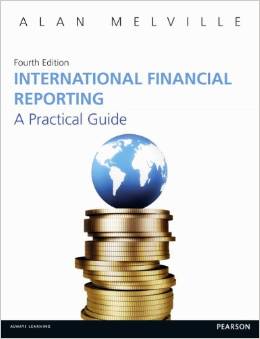 ALAN MELVILLE
Fourth Edition
INTERNATIONAL FINANCIAL
REPORTING
A Practical Guide
ALWAYS LEARNING
PEARSON